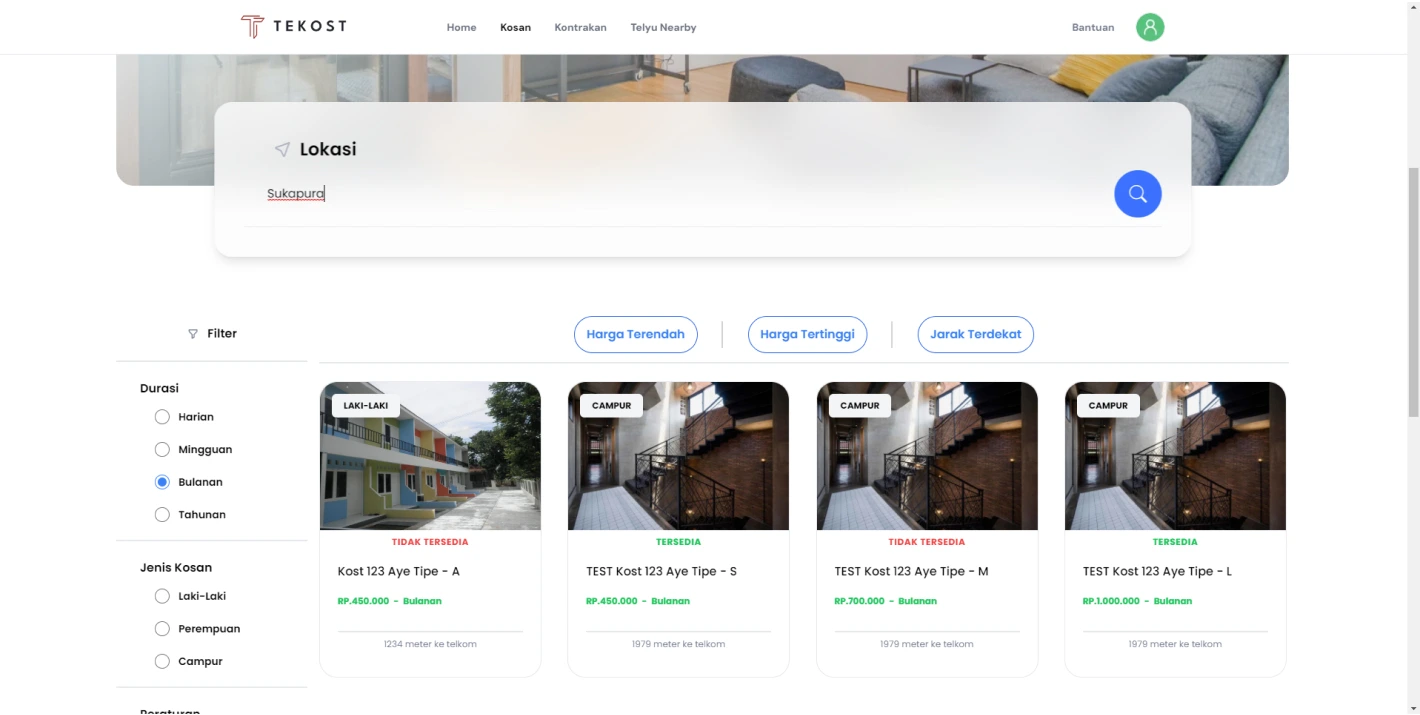 TEKOST
Home Kosan Kontrakan Telyu Nearby
Bantuan
Lokasi
Sukapura
Filter
Harga Terendah
Harga Tertinggi
Jarak Terdekat
Durasi
Harian
Mingguan
Bulanan
Tahunan
Jenis Kosan
Laki-Laki
Perempuan
Campur
Peraturan
LAKI-LAKI
TIDAK TERSEDIA
Kost 123 Aye Tipe - A
RP.450.000 - Bulanan
1234 meter ke telkom
CAMPUR
TERSEDIA
TEST Kost 123 Aye Tipe - S
RP.450.000 - Bulanan
1979 meter ke telkom
CAMPUR
TIDAK TERSEDIA
TEST Kost 123 Aye Tipe - M
RP.700.000 - Bulanan
1979 meter ke telkom
CAMPUR
TERSEDIA
TEST Kost 123 Aye Tipe - L
RP.1.000.000 - Bulanan
1979 meter ke telkom